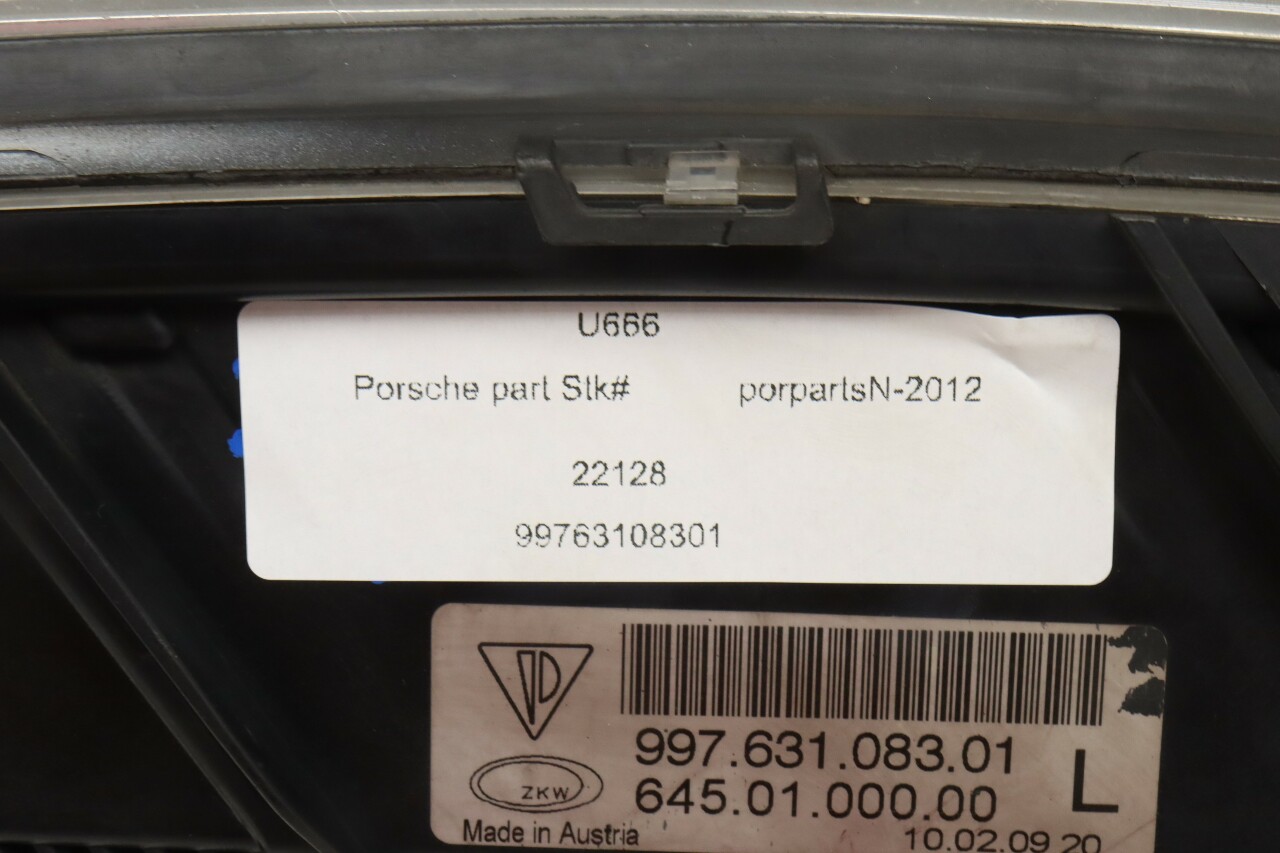 U666
Porsche part Stk# porpartsN-2012
22128
99763108301
997.631.083.01
645.01.000.00 L
ZKW
Made in Austria 10.02.09 20